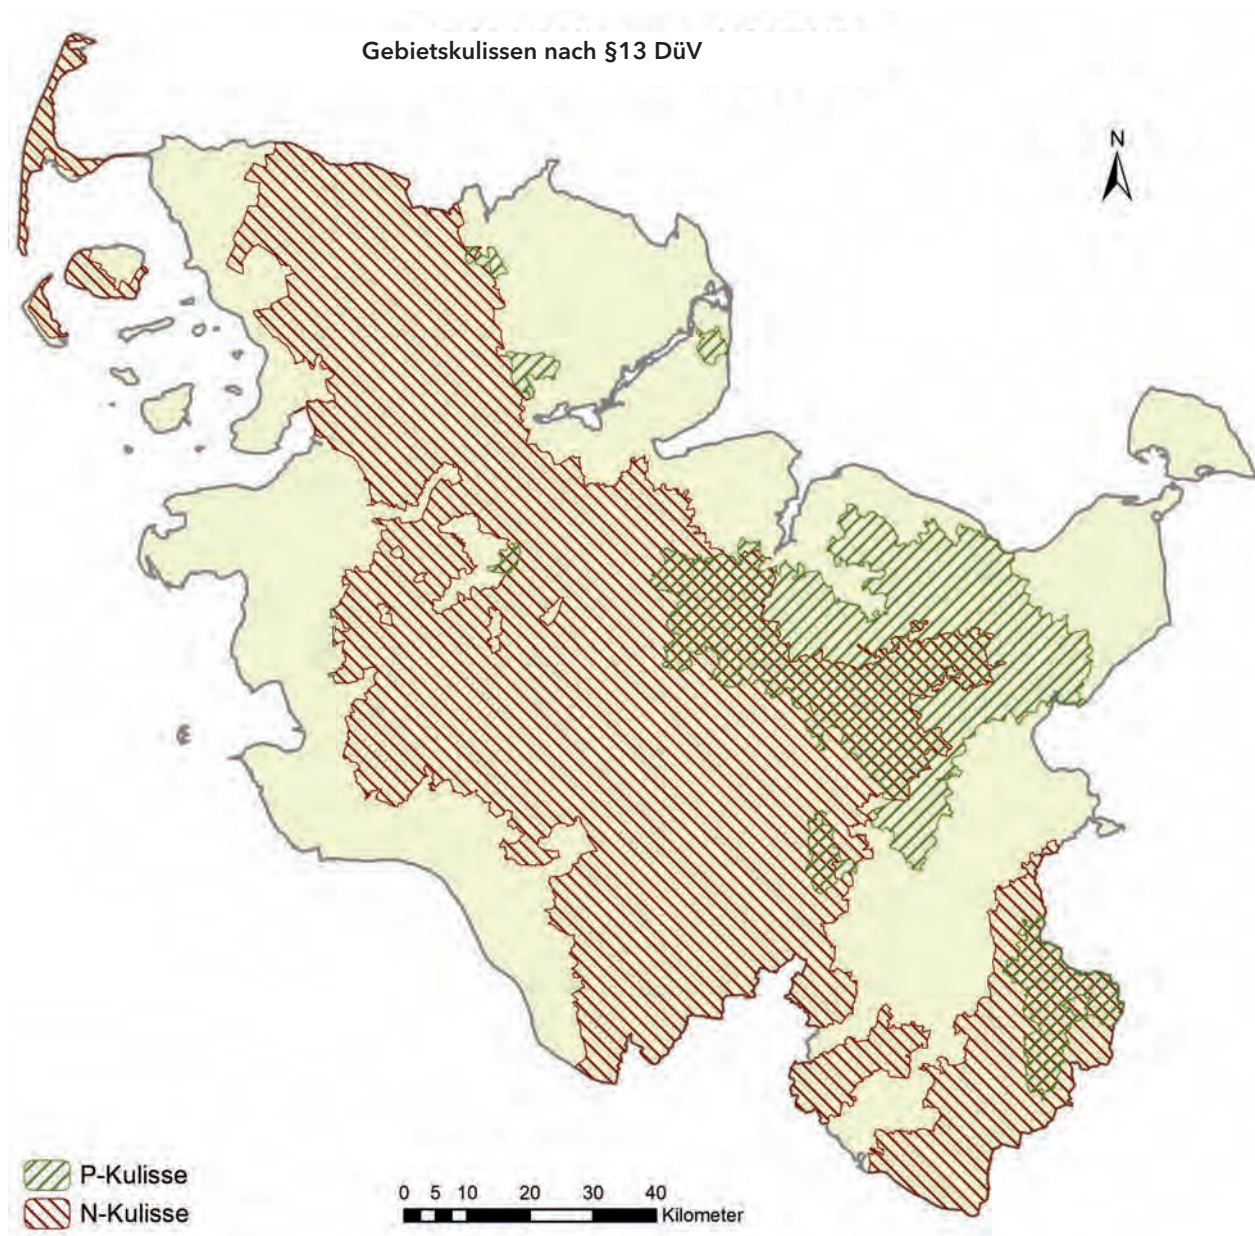 Gebietskulissen nach §13 DüV
N
P-Kulisse
N-Kulisse
0 5 10 20 30 40
Kilometer